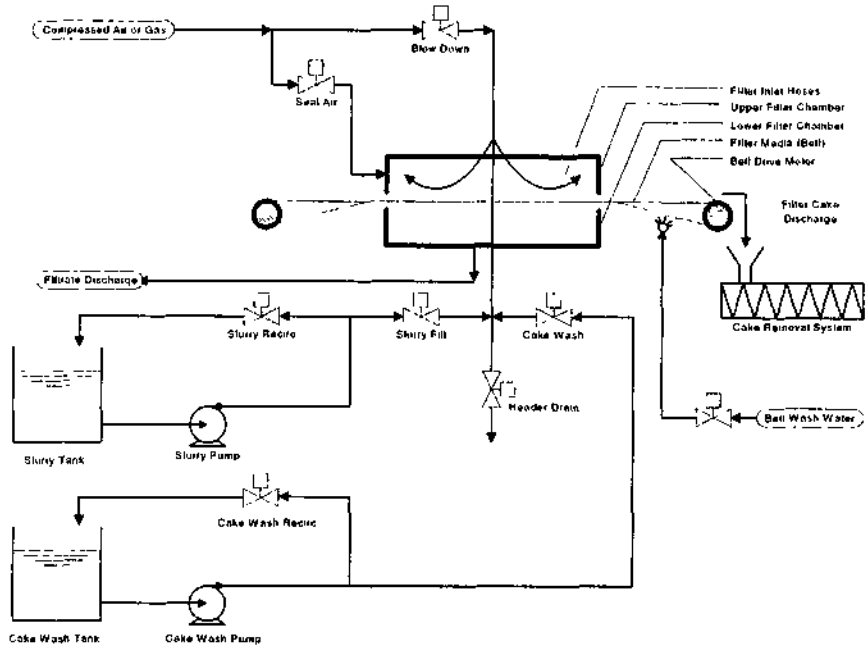 Compressed Air or Gas
Blow Down
Seal Air
Filter Inlet Hoses
Upper Filter Chamber
Lower Filter Chamber
Filter Media (Belt)
Belt Drive Motor
Filter Cake
Discharge
Filtrate Discharge
Slurry Recirc
Slurry Fill
Cake Wash
Cake Removal System
Header Drain
Belt Wash Water
Slurry Tank
Slurry Pump
Cake Wash Recirc
Cake Wash Tank
Cake Wash Pump